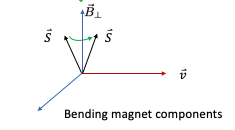 B⃗⊥
S⃗ S⃗
v⃗
Bending magnet components